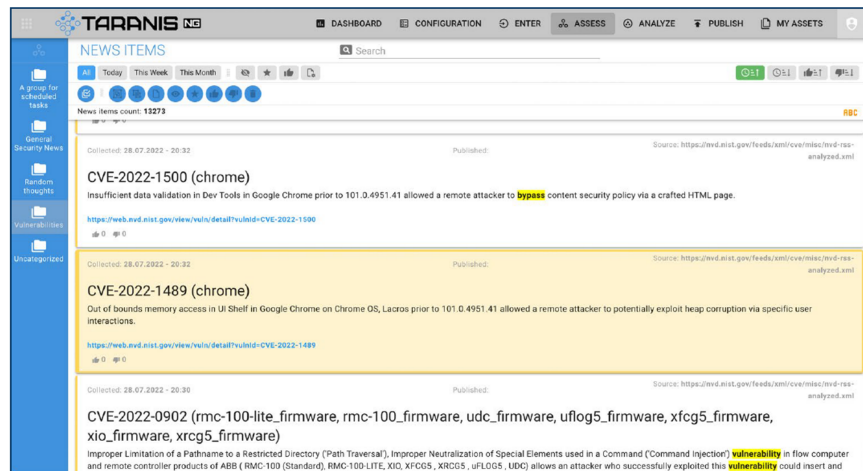 TARANIS NG
DASHBOARD CONFIGURATION ENTER ASSESS ANALYZE PUBLISH MY ASSETS
NEWS ITEMS
Search
All Today This Week This Month
A group for
scheduled
tasks
General
Security News
Random
thoughts
Vulnerabilities
Uncategorized
News items count: 13273
ABC
0 0
Collected: 28.07.2022 - 20:32 Published: Source: https://nvd.nist.gov/feeds/xml/cve/misc/nvd-rss-
analyzed.xml
CVE-2022-1500 (chrome)
Insufficient data validation in Dev Tools in Google Chrome prior to 101.0.4951.41 allowed a remote attacker to bypass content security policy via a crafted HTML page.
https://web.nvd.nist.gov/view/vuln/detail?vulnId=CVE-2022-1500
0 0
Collected: 28.07.2022 - 20:32 Published: Source: https://nvd.nist.gov/feeds/xml/cve/misc/nvd-rss-
analyzed.xml
CVE-2022-1489 (chrome)
Out of bounds memory access in UI Shelf in Google Chrome on Chrome OS, Lacros prior to 101.0.4951.41 allowed a remote attacker to potentially exploit heap corruption via specific user
interactions.
https://web.nvd.nist.gov/view/vuln/detail?vulnId=CVE-2022-1489
0 0
Collected: 28.07.2022 - 20:30 Published: Source: https://nvd.nist.gov/feeds/xml/cve/misc/nvd-rss-
analyzed.xml
CVE-2022-0902 (rmc-100-lite_firmware, rmc-100_firmware, udc_firmware, uflog5_firmware, xfcg5_firmware,
xio_firmware, xrcg5_firmware)
Improper Limitation of a Pathname to a Restricted Directory ('Path Traversal'), Improper Neutralization of Special Elements used in a Command ('Command Injection') vulnerability in flow computer
and remote controller products of ABB ( RMC-100 (Standard), RMC-100-LITE, XIO, XFCG5 , XRCG5 , uFLOG5 , UDC) allows an attacker who successfully exploited this vulnerability could insert and